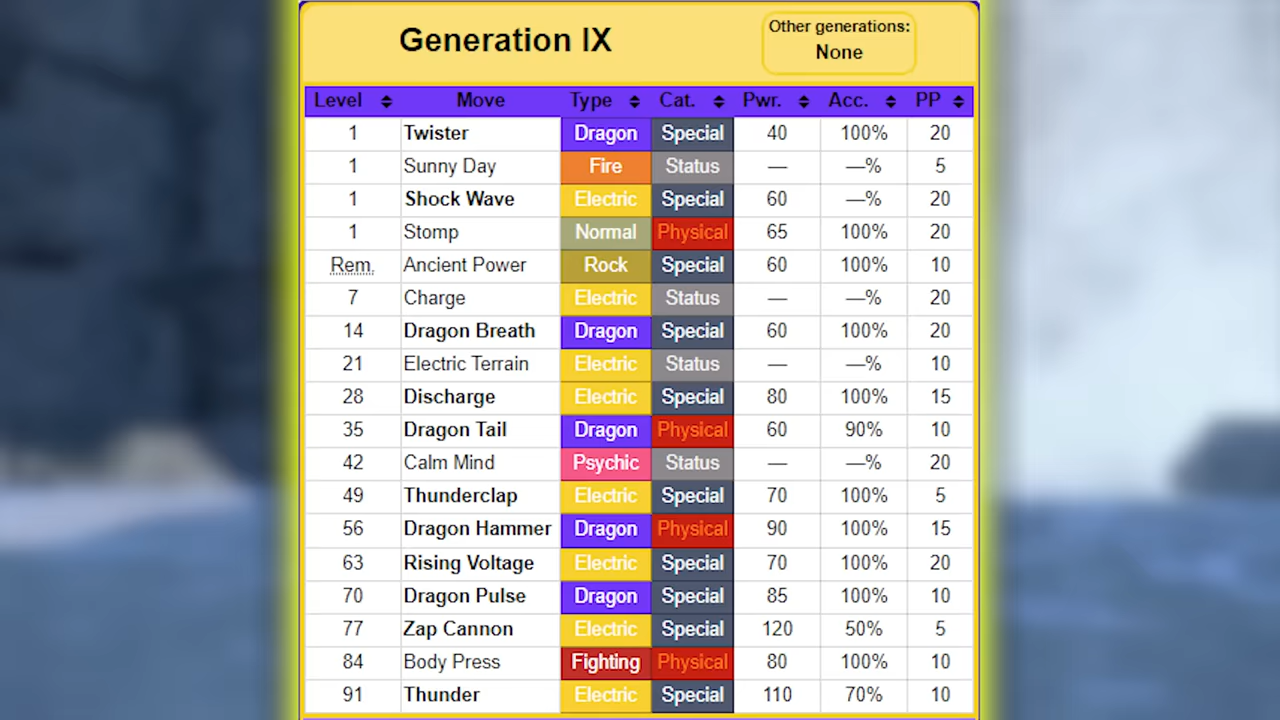 Generation IX
Other generations:
None
Level Move Type Cat. Pwr. Acc. PP
1 Twister Dragon Special 40 100% 20
1 Sunny Day Fire Status — —% 5
1 Shock Wave Electric Special 60 —% 20
1 Stomp Normal Physical 65 100% 20
Rem. Ancient Power Rock Special 60 100% 10
7 Charge Electric Status — —% 20
14 Dragon Breath Dragon Special 60 100% 20
21 Electric Terrain Electric Status — —% 10
28 Discharge Electric Special 80 100% 15
35 Dragon Tail Dragon Physical 60 90% 10
42 Calm Mind Psychic Status — —% 20
49 Thunderclap Electric Special 70 100% 5
56 Dragon Hammer Dragon Physical 90 100% 15
63 Rising Voltage Electric Special 70 100% 20
70 Dragon Pulse Dragon Special 85 100% 10
77 Zap Cannon Electric Special 120 50% 5
84 Body Press Fighting Physical 80 100% 10
91 Thunder Electric Special 110 70% 10